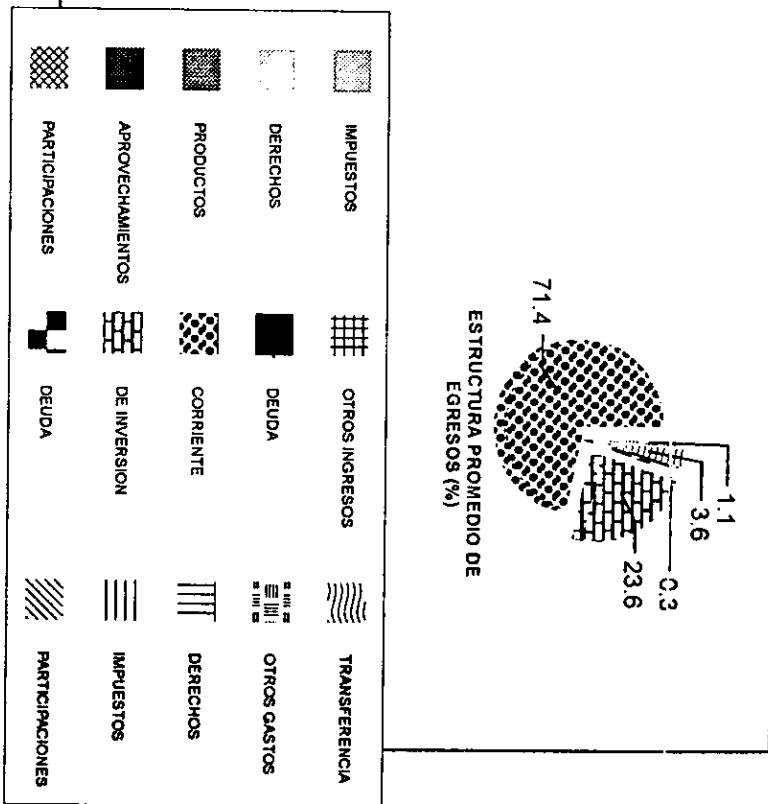 ESTRUCTURA PROMEDIO DE
EGRESOS (%)
71.4
1.1
3.6
0.3
23.6
IMPUESTOS
DERECHOS
PRODUCTOS
APROVECHAMIENTOS
PARTICIPACIONES
OTROS INGRESOS
DEUDA
CORRIENTE
DE INVERSION
DEUDA
TRANSFERENCIA
OTROS GASTOS
DERECHOS
IMPUESTOS
PARTICIPACIONES